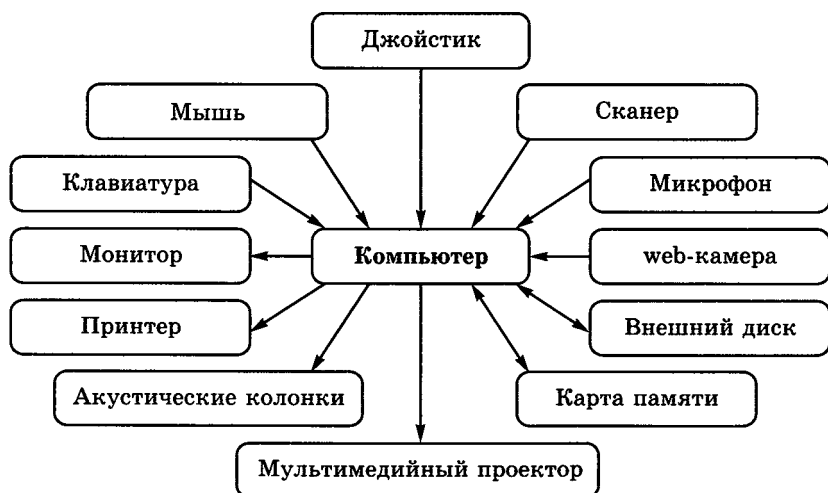 Джойстик
Мышь
Сканер
Клавиатура
Микрофон
Монитор
Компьютер
web-камера
Принтер
Внешний диск
Акустические колонки
Карта памяти
Мультимедийный проектор